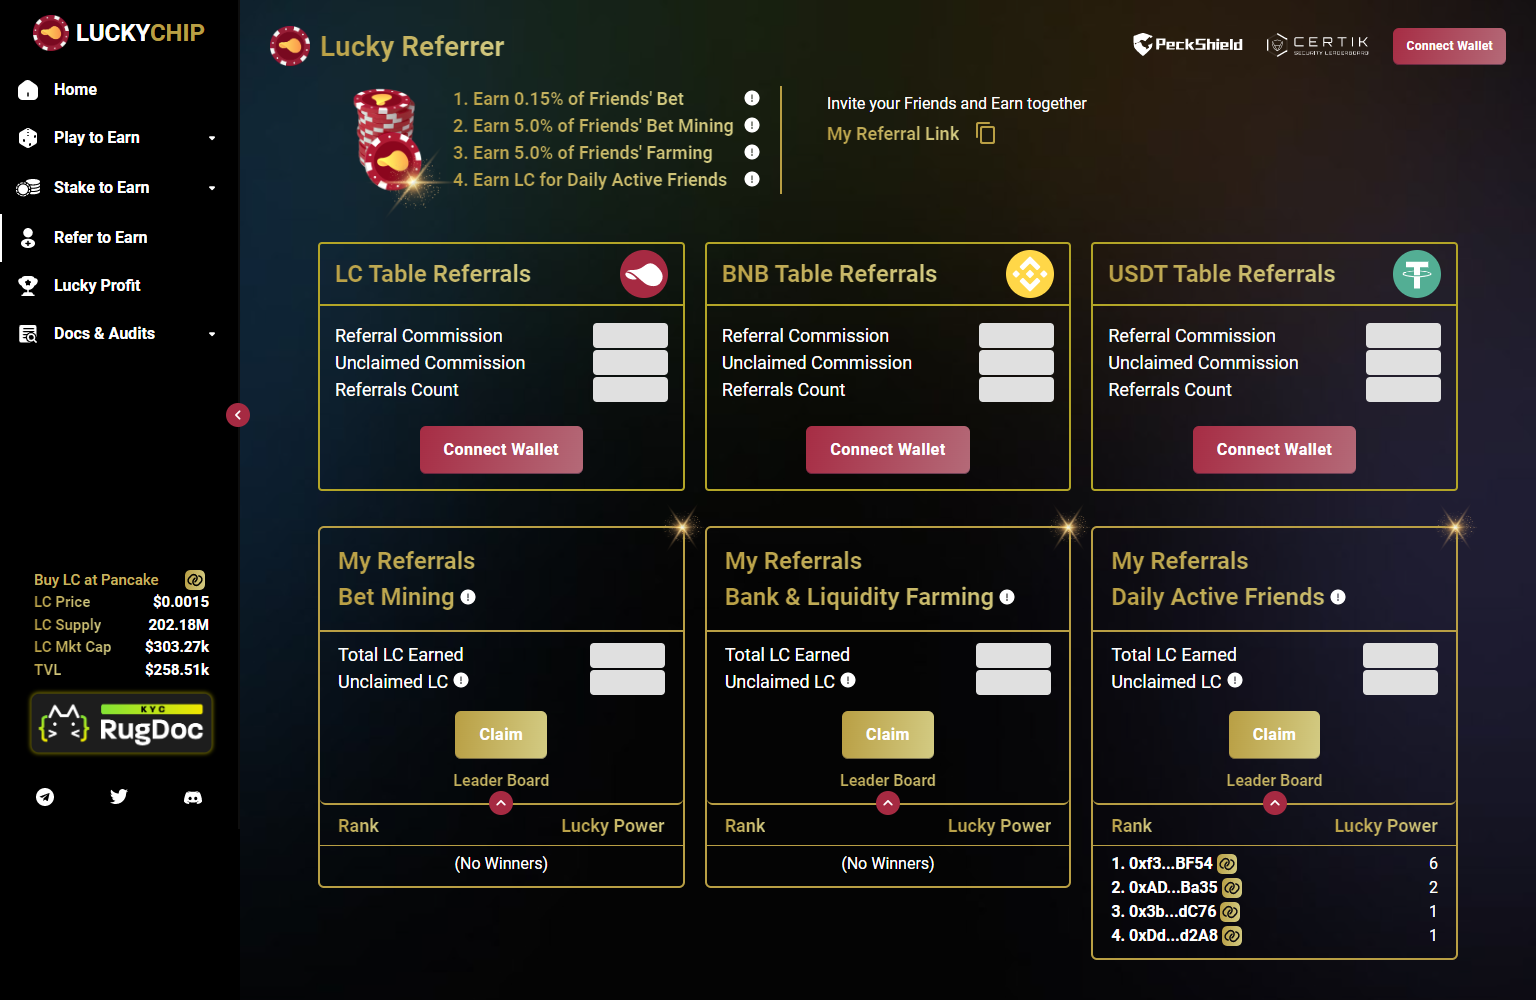 LUCKYCHIP
Home
Play to Earn
Stake to Earn
Refer to Earn
Lucky Profit
Docs & Audits
Buy LC at Pancake
LC Price $0.0015
LC Supply 202.18M
LC Mkt Cap $303.27k
TVL $258.51k
KYC
RugDoc
Lucky Referrer
PeckShield
CERTIK
SECURITY LEADERBOARD
Connect Wallet
1. Earn 0.15% of Friends' Bet
2. Earn 5.0% of Friends' Bet Mining
3. Earn 5.0% of Friends' Farming
4. Earn LC for Daily Active Friends
Invite your Friends and Earn together
My Referral Link
LC Table Referrals
Referral Commission
Unclaimed Commission
Referrals Count
Connect Wallet
BNB Table Referrals
Referral Commission
Unclaimed Commission
Referrals Count
Connect Wallet
USDT Table Referrals
Referral Commission
Unclaimed Commission
Referrals Count
Connect Wallet
My Referrals
Bet Mining
Total LC Earned
Unclaimed LC
Claim
Leader Board
Rank Lucky Power
(No Winners)
My Referrals
Bank & Liquidity Farming
Total LC Earned
Unclaimed LC
Claim
Leader Board
Rank Lucky Power
(No Winners)
My Referrals
Daily Active Friends
Total LC Earned
Unclaimed LC
Claim
Leader Board
Rank Lucky Power
1. 0xf3...BF54 6
2. 0xAD...Ba35 2
3. 0x3b...dC76 1
4. 0xDd...d2A8 1